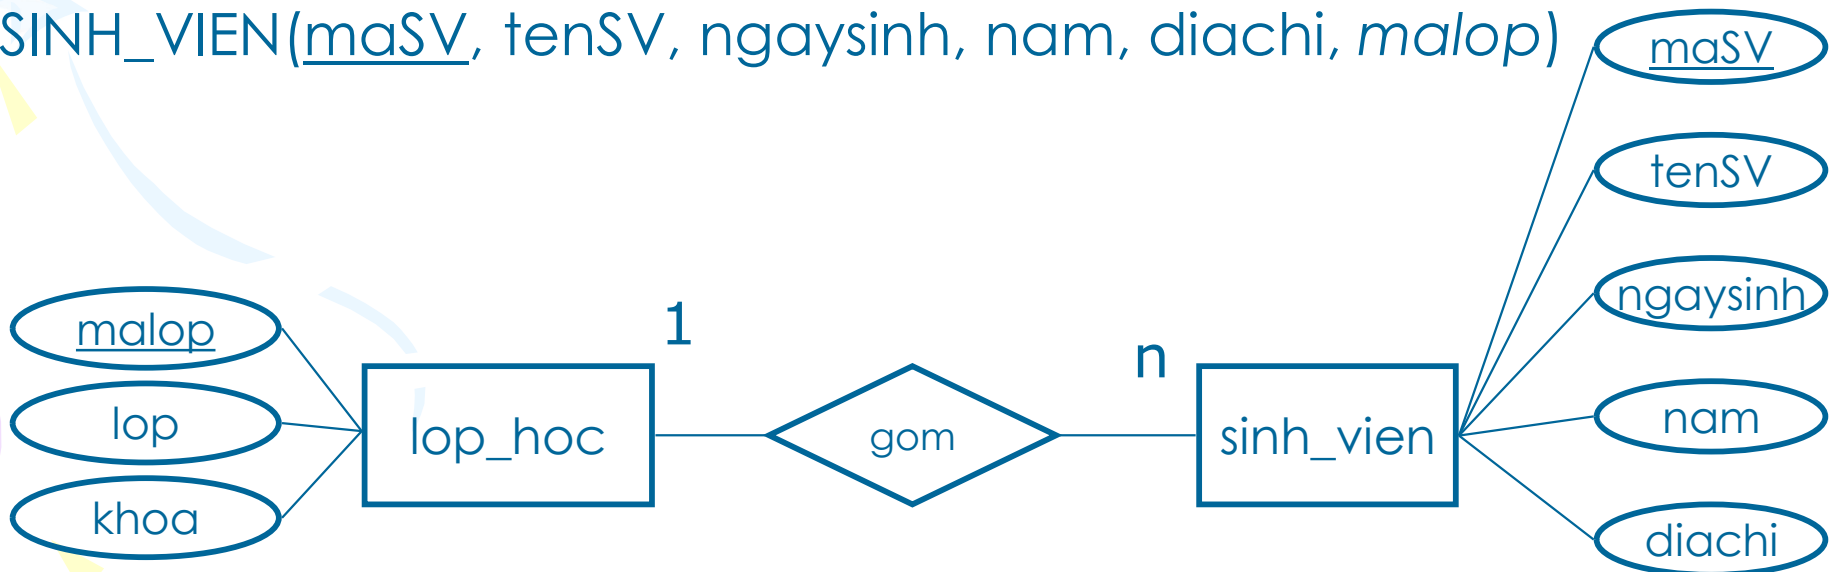 SINH_VIEN(maSV, tenSV, ngaysinh, nam, diachi, malop)
maSV
tenSV
ngaysinh
nam
diachi
malop
lop
khoa
lop_hoc
1
gom
n
sinh_vien